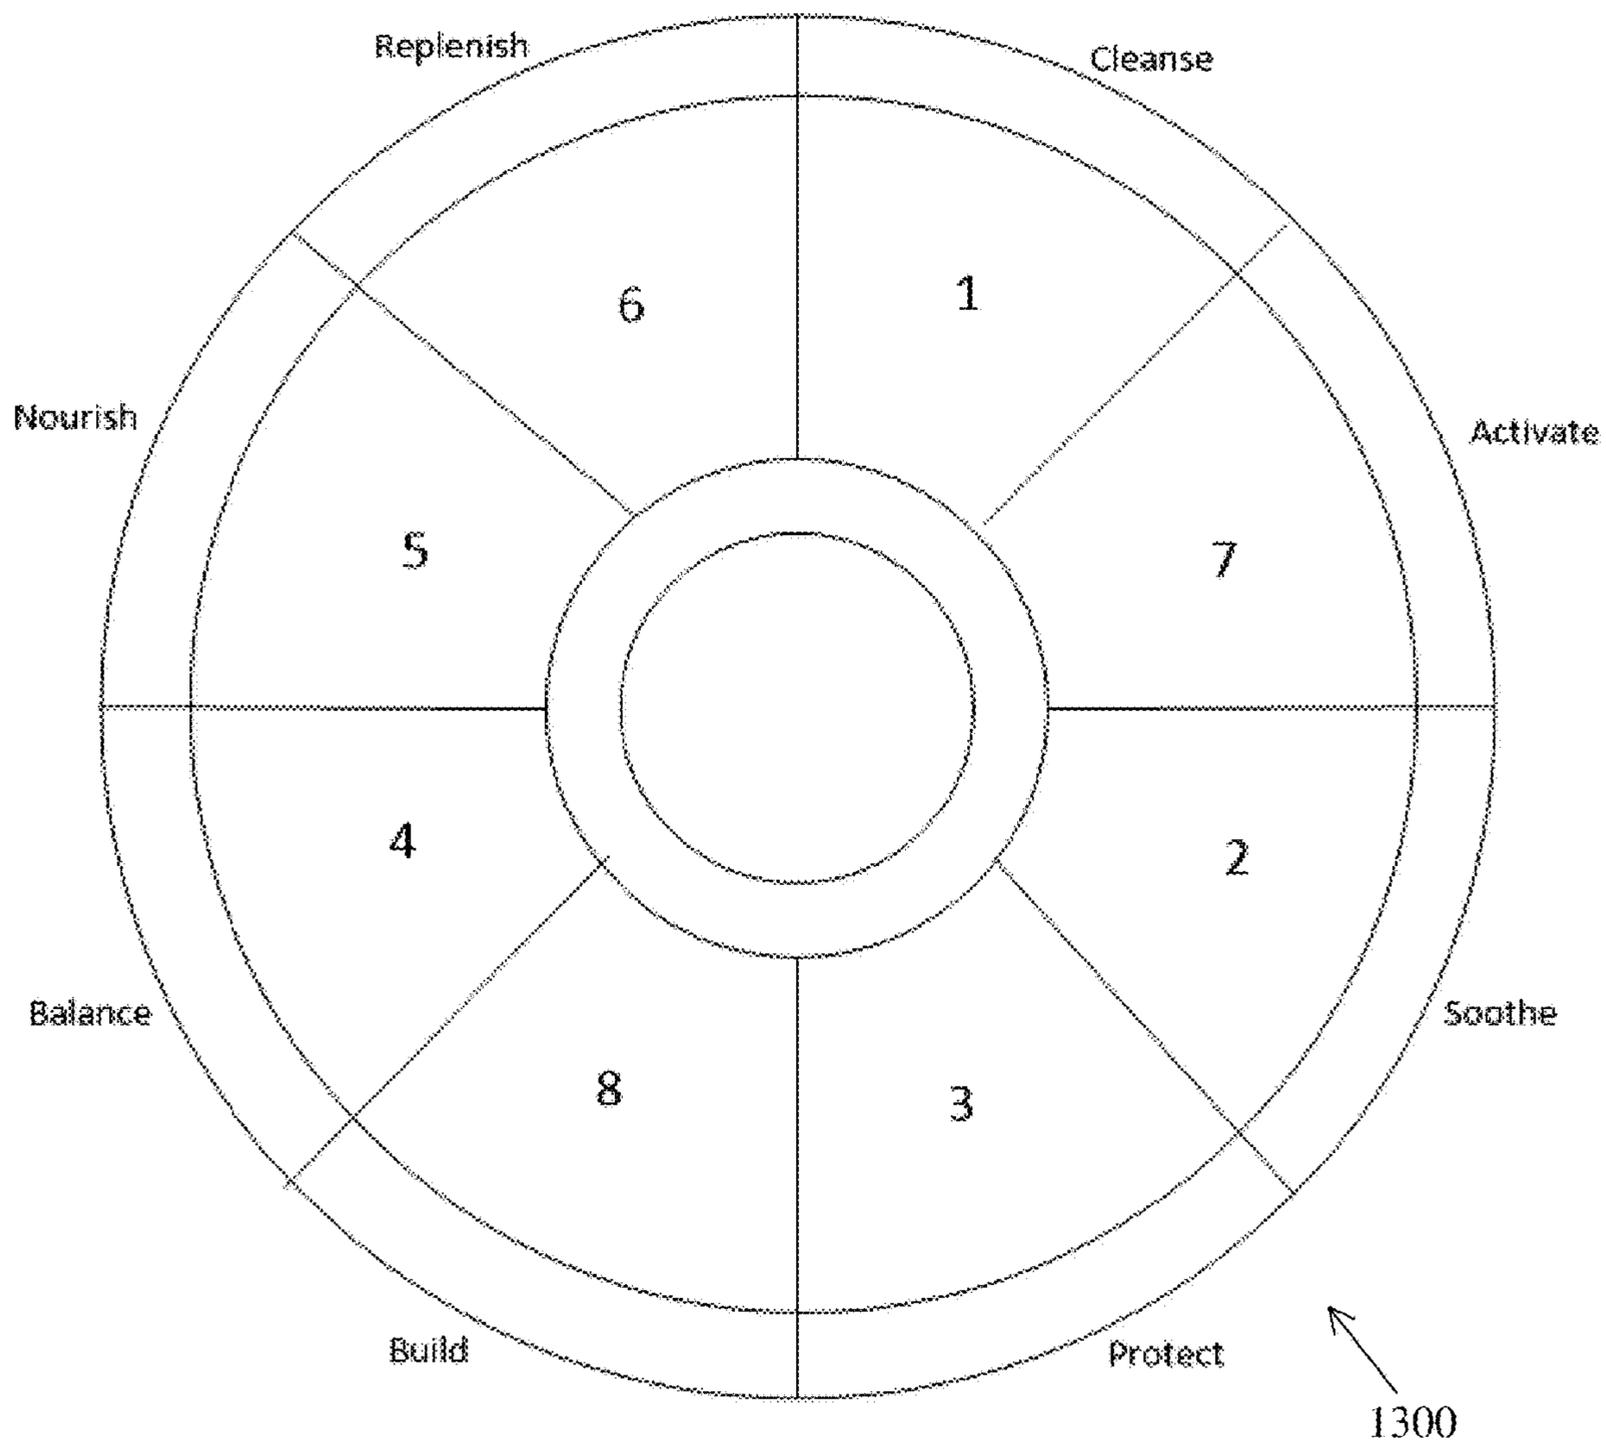 Replenish
Cleanse
6
1
Nourish
Activate
5
7
4
2
Balance
Soothe
8
3
Build
Protect
1300